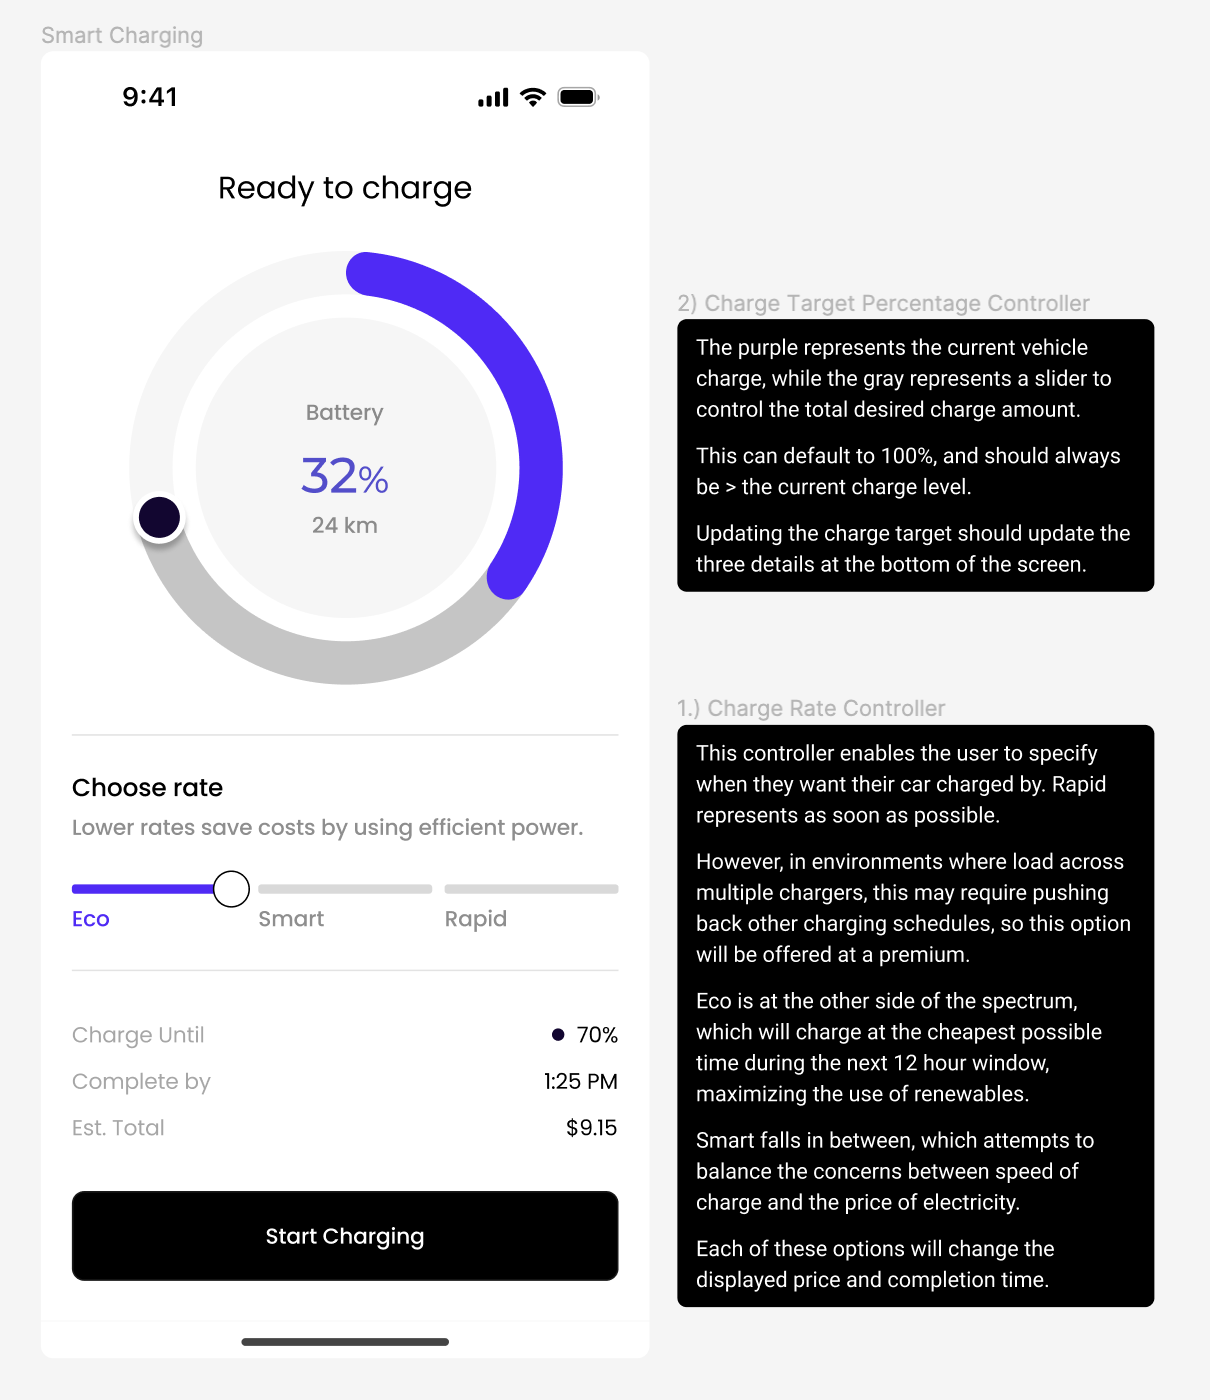 Smart Charging
9:41
Ready to charge
Battery
32%
24 km
Choose rate
Lower rates save costs by using efficient power.
Eco
Smart
Rapid
Charge Until
70%
Complete by
1:25 PM
Est. Total
$9.15
Start Charging
2) Charge Target Percentage Controller
The purple represents the current vehicle
charge, while the gray represents a slider to
control the total desired charge amount.
This can default to 100%, and should always
be > the current charge level.
Updating the charge target should update the
three details at the bottom of the screen.
1.) Charge Rate Controller
This controller enables the user to specify
when they want their car charged by. Rapid
represents as soon as possible.
However, in environments where load across
multiple chargers, this may require pushing
back other charging schedules, so this option
will be offered at a premium.
Eco is at the other side of the spectrum,
which will charge at the cheapest possible
time during the next 12 hour window,
maximizing the use of renewables.
Smart falls in between, which attempts to
balance the concerns between speed of
charge and the price of electricity.
Each of these options will change the
displayed price and completion time.